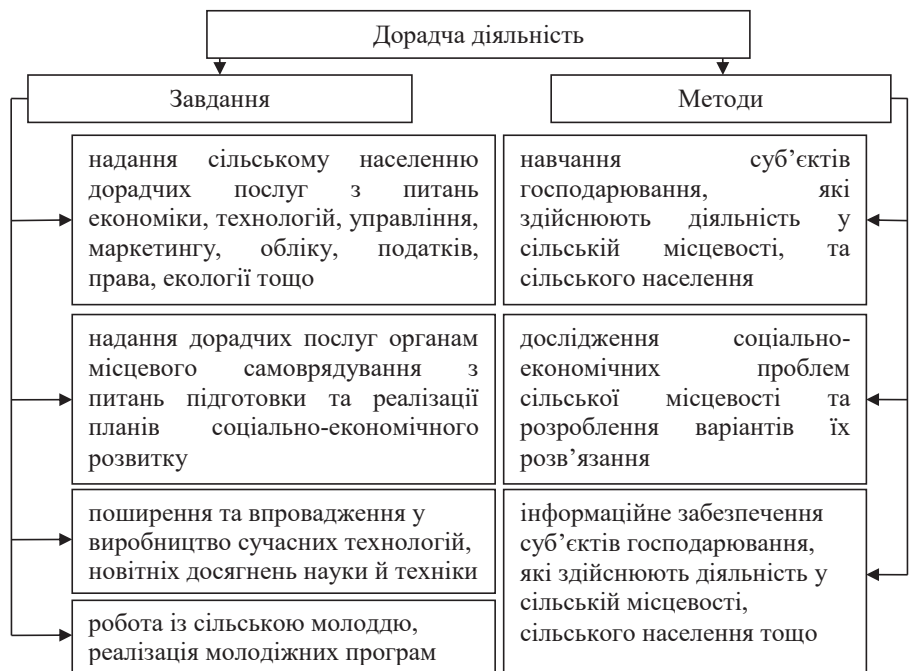 Дорадча діяльність
Завдання
Методи
надання сільському населенню
дорадчих послуг з питань
економіки, технологій, управління,
маркетингу, обліку, податків,
права, екології тощо
надання дорадчих послуг органам
місцевого самоврядування з
питань підготовки та реалізації
планів соціально-економічного
розвитку
поширення та впровадження у
виробництво сучасних технологій,
новітніх досягнень науки й техніки
робота із сільською молоддю,
реалізація молодіжних програм
навчання суб’єктів
господарювання, які
здійснюють діяльність у
сільській місцевості, та
сільського населення
дослідження соціально-
економічних проблем
сільської місцевості та
розроблення варіантів їх
розв’язання
інформаційне забезпечення
суб’єктів господарювання,
які здійснюють діяльність у
сільській місцевості,
сільського населення тощо